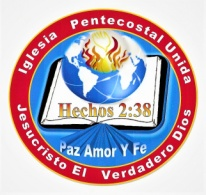 Iglesia Pentecostal Unida
Hechos 2:38
Paz Amor Y Fe
Jesucristo El Verdadero Dios